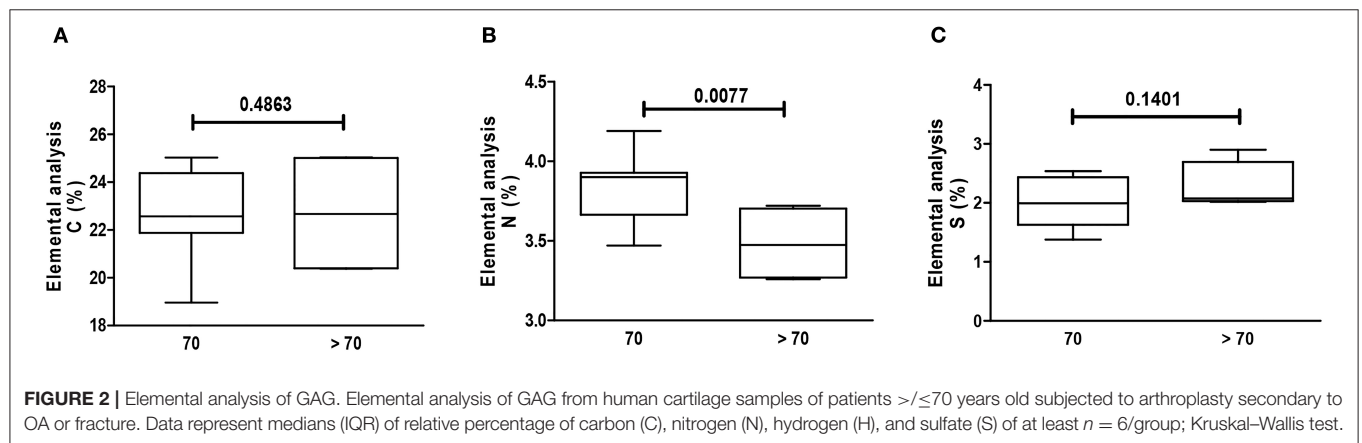 A
Elemental analysis
C (%)
28
26
24
22
20
18
0.4863
70
> 70
B
Elemental analysis
N (%)
4.5
4.0
3.5
3.0
0.0077
70
> 70
C
Elemental analysis
S (%)
4
3
2
1
0
0.1401
70
> 70
FIGURE 2 | Elemental analysis of GAG. Elemental analysis of GAG from human cartilage samples of patients >/≤70 years old subjected to arthroplasty secondary to
OA or fracture. Data represent medians (IQR) of relative percentage of carbon (C), nitrogen (N), hydrogen (H), and sulfate (S) of at least n = 6/group; Kruskal–Wallis test.